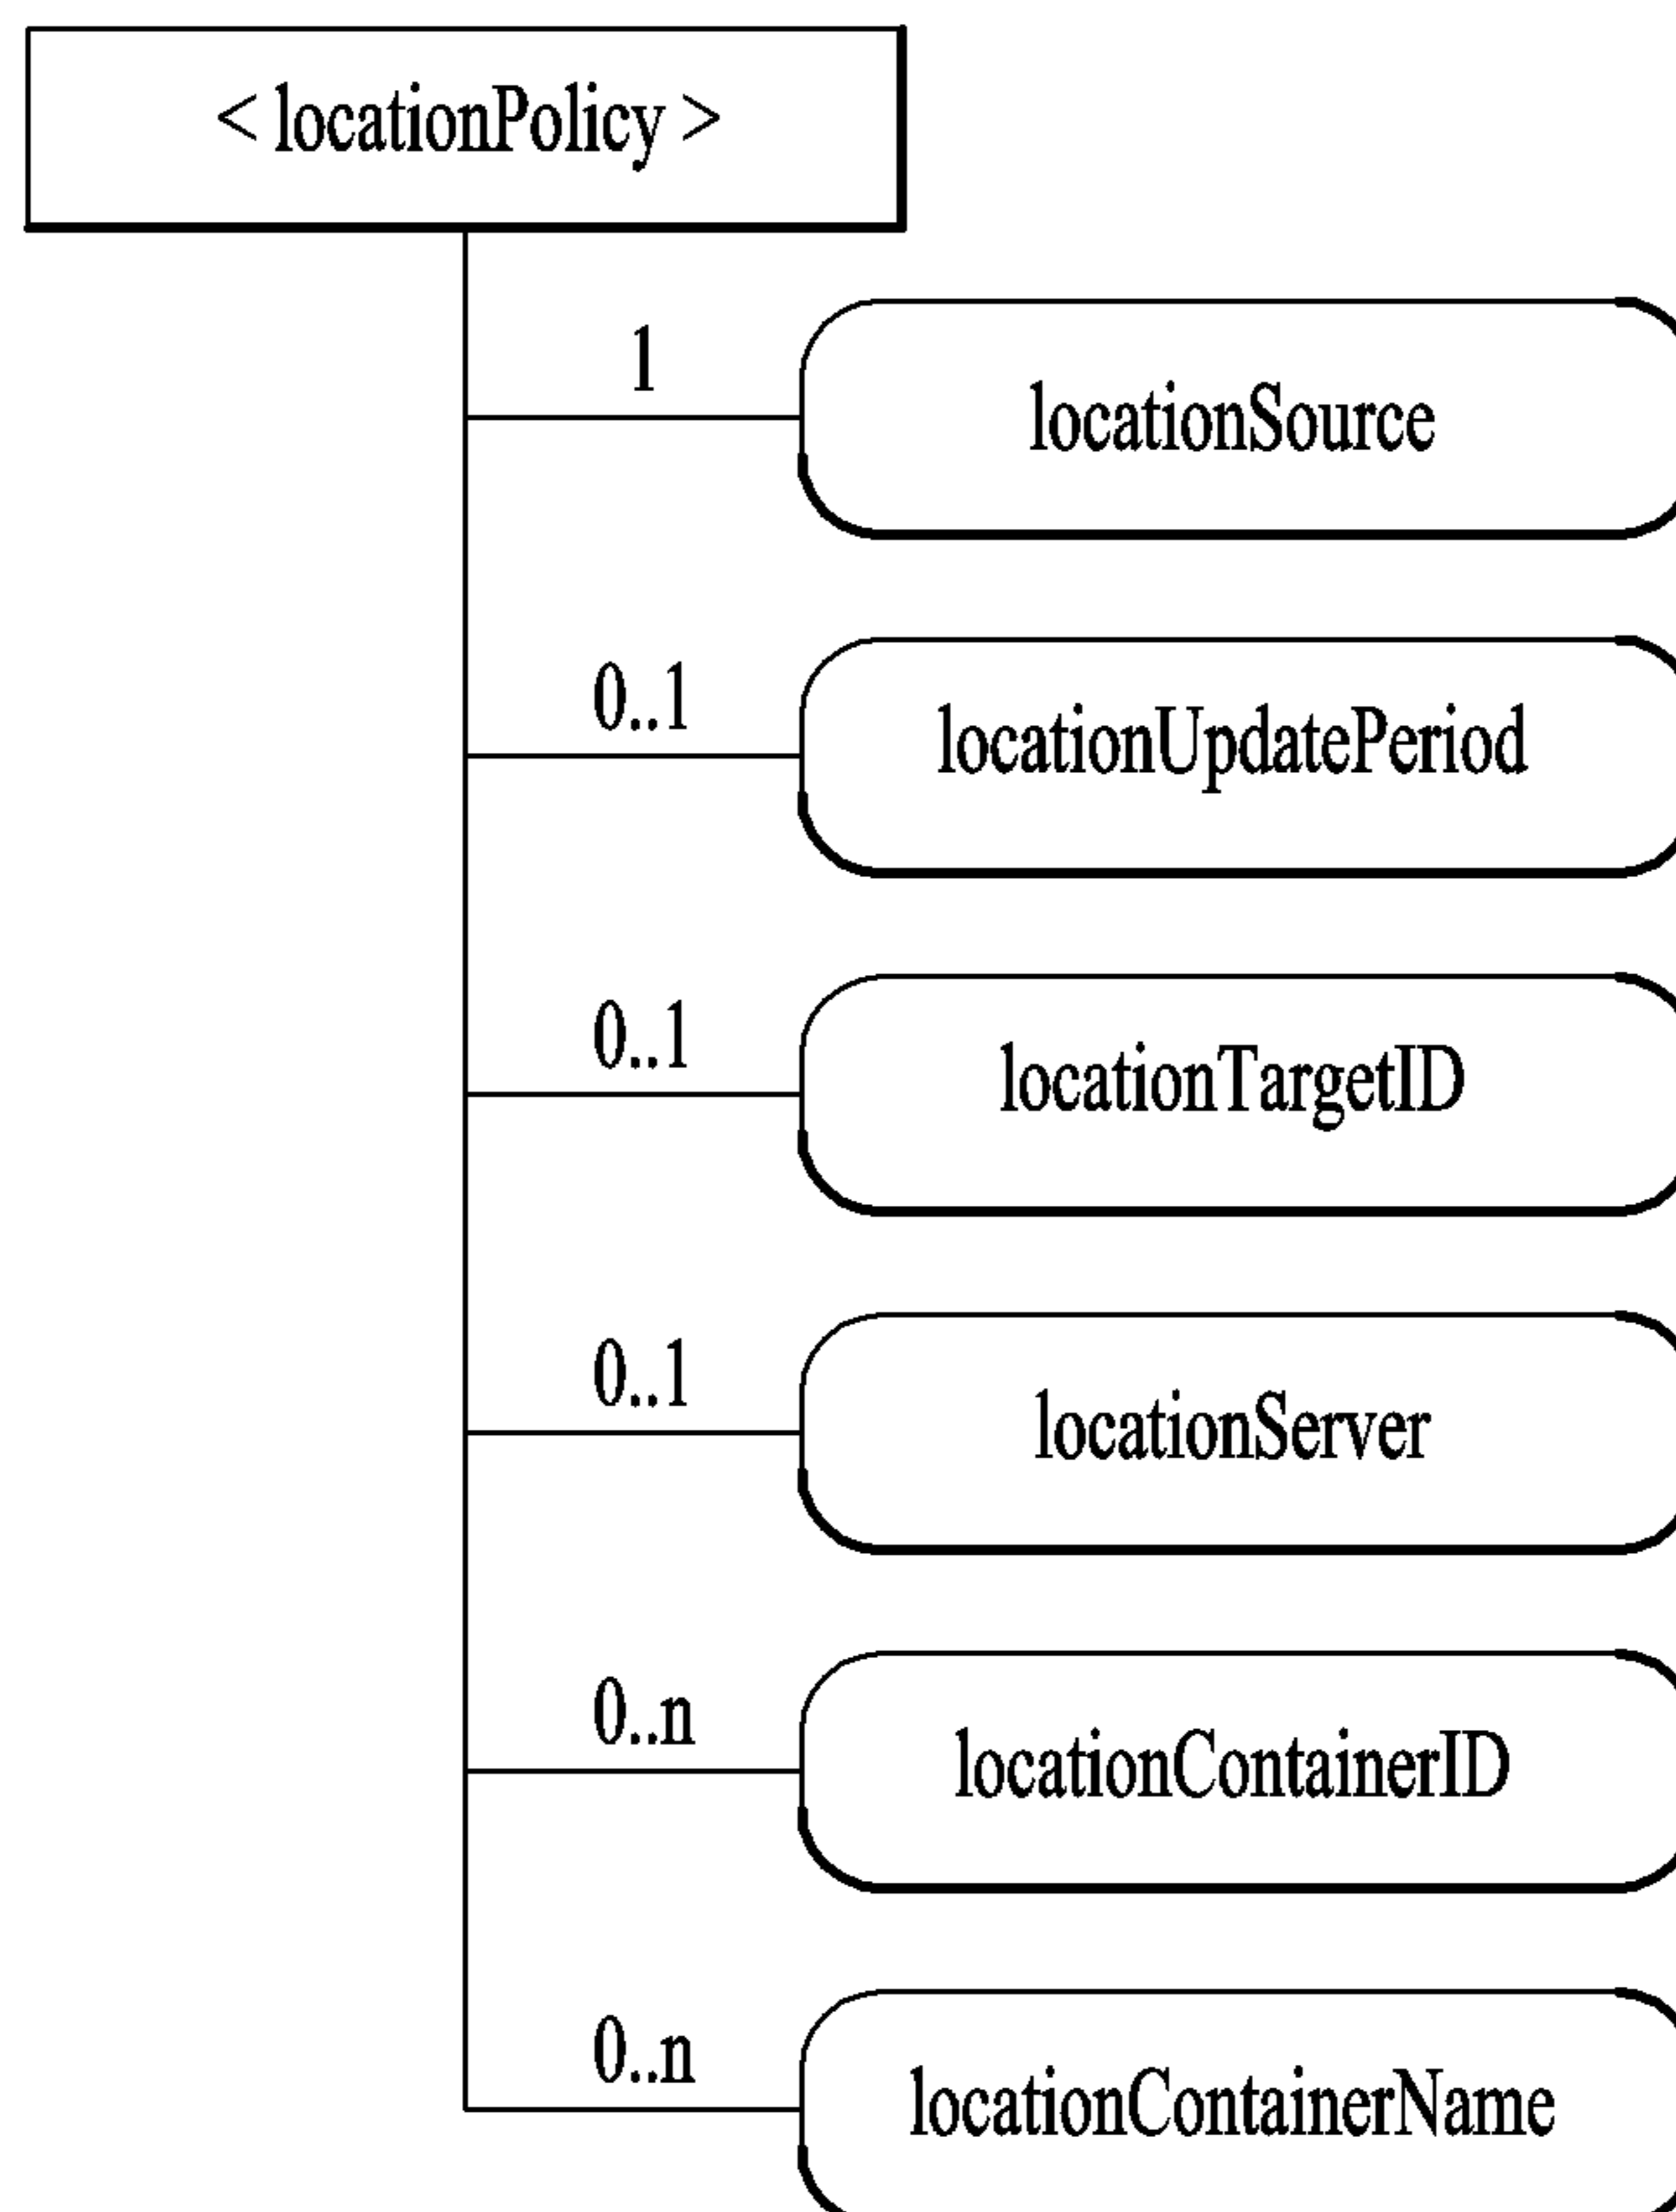 < locationPolicy >
1
locationSource
0..1
locationUpdatePeriod
0..1
locationTargetID
0..1
locationServer
0..n
locationContainerID
0..n
locationContainerName